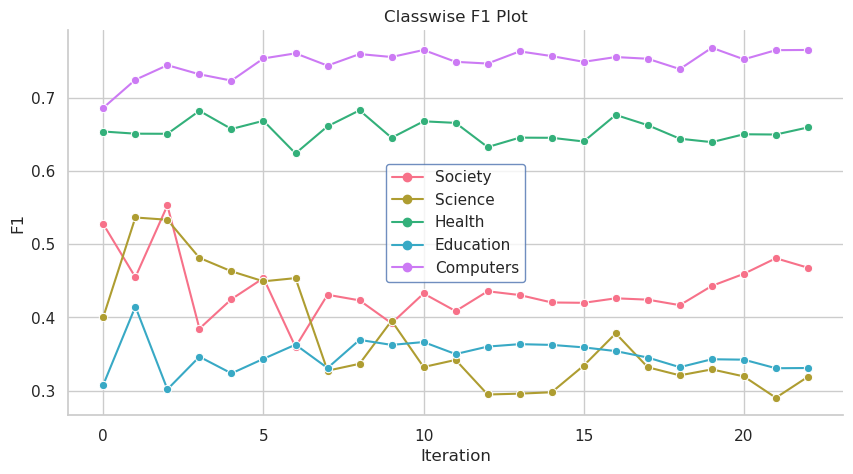 Classwise F1 Plot
F1
0.7
0.6
0.5
0.4
0.3
Society
Science
Health
Education
Computers
0 5 10 15 20
Iteration